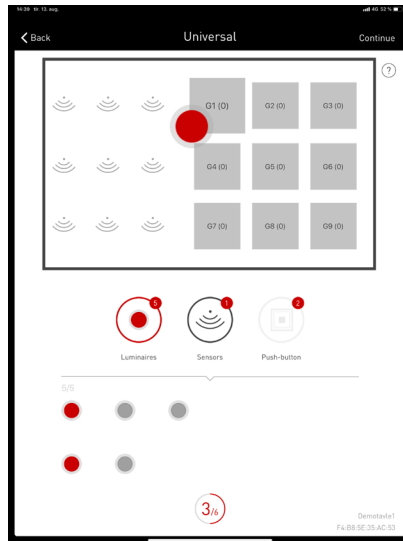 14:39 tir. 13. aug.
4G 52 %
Back
Universal
Continue
?
G1 (0)
G2 (0)
G3 (0)
G4 (0)
G5 (0)
G6 (0)
G7 (0)
G8 (0)
G9 (0)
5
1
2
Luminaires
Sensors
Push-button
5/5
3/6
Demotaste1
F4:B8:5E:35:AC:53